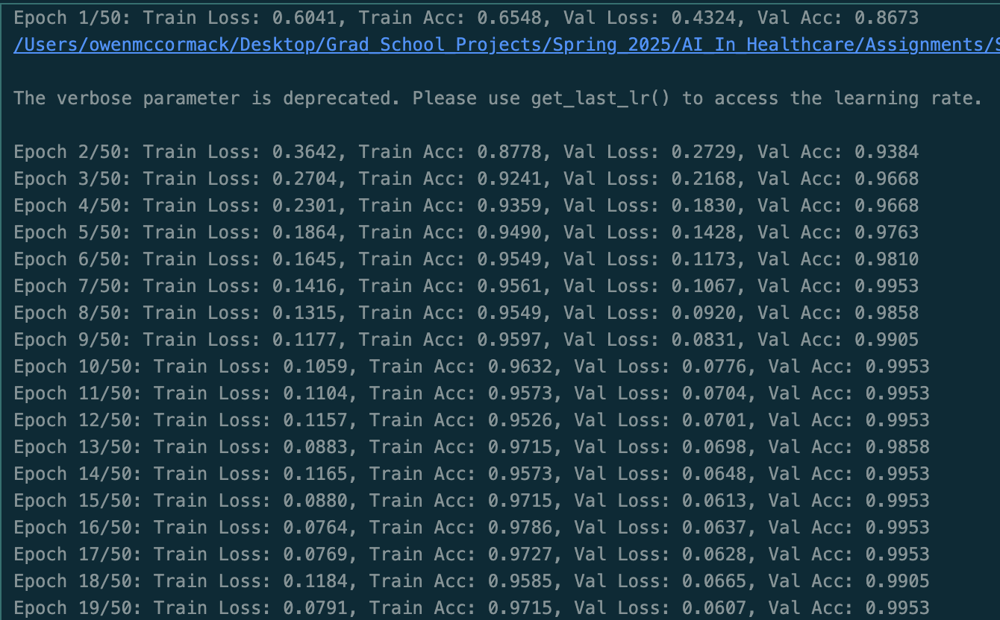 Epoch 1/50: Train Loss: 0.6041, Train Acc: 0.6548, Val Loss: 0.4324, Val Acc: 0.8673
/Users/owenmccormack/Desktop/Grad_School_Projects/Spring_2025/AI_In_Healthcare/Assignments/S
The verbose parameter is deprecated. Please use get_last_lr() to access the learning rate.
Epoch 2/50: Train Loss: 0.3642, Train Acc: 0.8778, Val Loss: 0.2729, Val Acc: 0.9384
Epoch 3/50: Train Loss: 0.2704, Train Acc: 0.9241, Val Loss: 0.2168, Val Acc: 0.9668
Epoch 4/50: Train Loss: 0.2301, Train Acc: 0.9359, Val Loss: 0.1830, Val Acc: 0.9668
Epoch 5/50: Train Loss: 0.1864, Train Acc: 0.9490, Val Loss: 0.1428, Val Acc: 0.9763
Epoch 6/50: Train Loss: 0.1645, Train Acc: 0.9549, Val Loss: 0.1173, Val Acc: 0.9810
Epoch 7/50: Train Loss: 0.1416, Train Acc: 0.9561, Val Loss: 0.1067, Val Acc: 0.9953
Epoch 8/50: Train Loss: 0.1315, Train Acc: 0.9549, Val Loss: 0.0920, Val Acc: 0.9858
Epoch 9/50: Train Loss: 0.1177, Train Acc: 0.9597, Val Loss: 0.0831, Val Acc: 0.9905
Epoch 10/50: Train Loss: 0.1059, Train Acc: 0.9632, Val Loss: 0.0776, Val Acc: 0.9953
Epoch 11/50: Train Loss: 0.1104, Train Acc: 0.9573, Val Loss: 0.0704, Val Acc: 0.9953
Epoch 12/50: Train Loss: 0.1157, Train Acc: 0.9526, Val Loss: 0.0701, Val Acc: 0.9953
Epoch 13/50: Train Loss: 0.0883, Train Acc: 0.9715, Val Loss: 0.0698, Val Acc: 0.9858
Epoch 14/50: Train Loss: 0.1165, Train Acc: 0.9573, Val Loss: 0.0648, Val Acc: 0.9953
Epoch 15/50: Train Loss: 0.0880, Train Acc: 0.9715, Val Loss: 0.0613, Val Acc: 0.9953
Epoch 16/50: Train Loss: 0.0764, Train Acc: 0.9786, Val Loss: 0.0637, Val Acc: 0.9953
Epoch 17/50: Train Loss: 0.0769, Train Acc: 0.9727, Val Loss: 0.0628, Val Acc: 0.9953
Epoch 18/50: Train Loss: 0.1184, Train Acc: 0.9585, Val Loss: 0.0665, Val Acc: 0.9905
Epoch 19/50: Train Loss: 0.0791, Train Acc: 0.9715, Val Loss: 0.0607, Val Acc: 0.9953